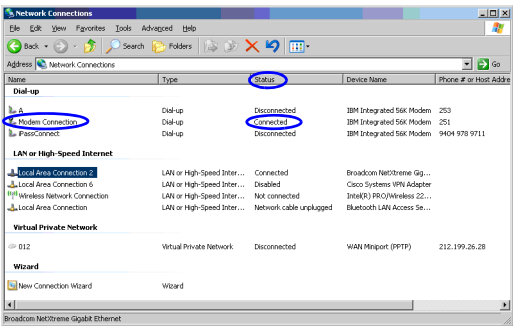 Network Connections
File Edit View Favorites Tools Advanced Help
Back Search Folders
Address Network Connections Go
Name Type Status Device Name Phone # or Host Addre
Dial-up
A Dial-up Disconnected IBM Integrated 56K Modem 253
Modem Connection Dial-up Connected IBM Integrated 56K Modem 251
iPassConnect Dial-up Disconnected IBM Integrated 56K Modem 9404 978 9711
LAN or High-Speed Internet
Local Area Connection 2 LAN or High-Speed Inter... Connected Broadcom NetXtreme Gig...
Local Area Connection 6 LAN or High-Speed Inter... Disabled Cisco Systems VPN Adapter
Wireless Network Connection LAN or High-Speed Inter... Not connected Intel(R) PRO/Wireless 22...
Local Area Connection LAN or High-Speed Inter... Network cable unplugged Bluetooth LAN Access Se...
Virtual Private Network
012 Virtual Private Network Disconnected WAN Miniport (PPTP) 212.199.26.28
Wizard
New Connection Wizard Wizard
Broadcom NetXtreme Gigabit Ethernet